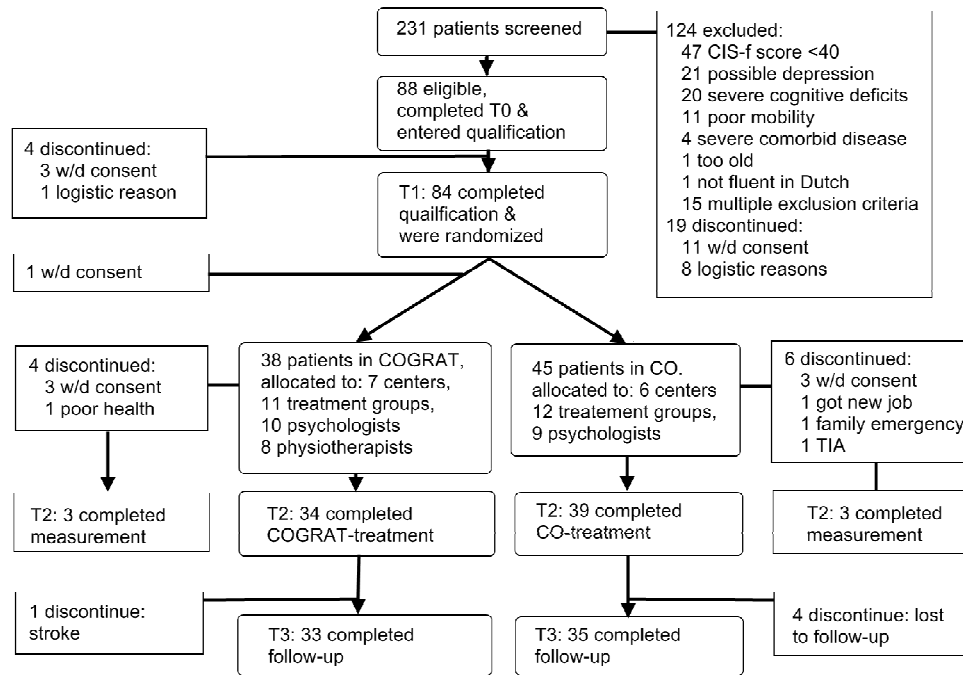 231 patients screened
124 excluded:
47 CIS-f score <40
21 possible depression
20 severe cognitive deficits
11 poor mobility
4 severe comorbid disease
1 too old
1 not fluent in Dutch
15 multiple exclusion criteria
19 discontinued:
11 w/d consent
8 logistic reasons
88 eligible,
completed T0 &
entered qualification
4 discontinued:
3 w/d consent
1 logistic reason
T1: 84 completed
quailfication &
were randomized
1 w/d consent
4 discontinued:
3 w/d consent
1 poor health
38 patients in COGRAT,
allocated to: 7 centers,
11 treatment groups,
10 psychologists
8 physiotherapists
45 patients in CO.
allocated to: 6 centers
12 treatement groups,
9 psychologists
6 discontinued:
3 w/d consent
1 got new job
1 family emergency
1 TIA
T2: 3 completed
measurement
T2: 34 completed
COGRAT-treatment
T2: 39 completed
CO-treatment
T2: 3 completed
measurement
1 discontinue:
stroke
T3: 33 completed
follow-up
T3: 35 completed
follow-up
4 discontinue: lost
to follow-up